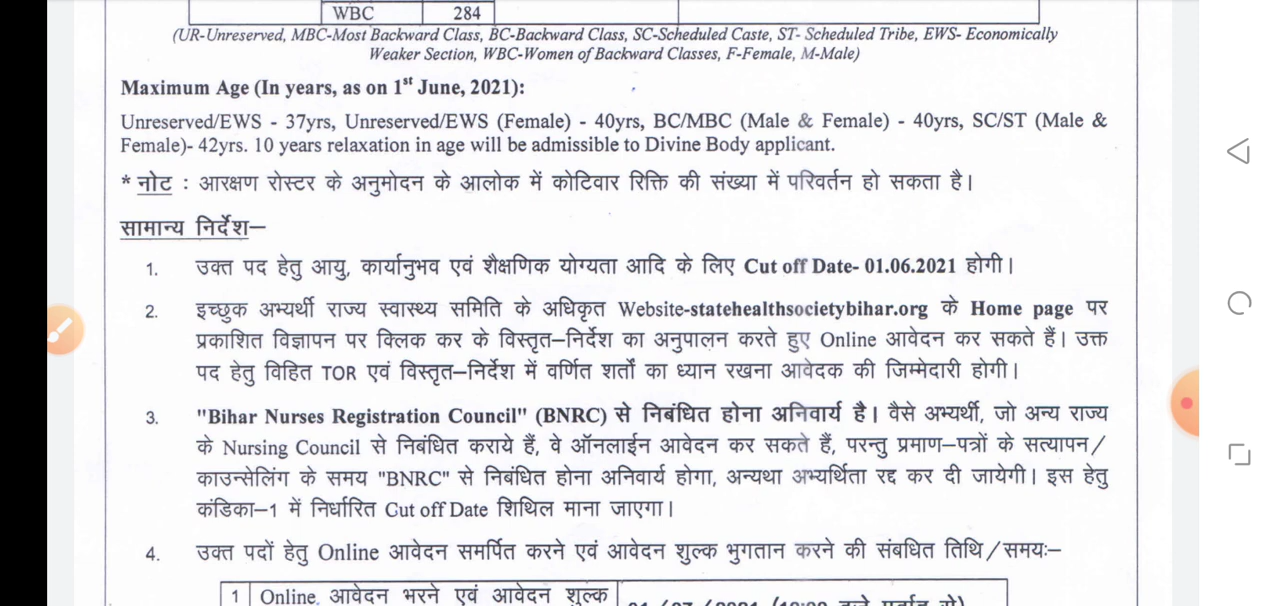 WBC 284
(UR-Unreserved, MBC-Most Backward Class, BC-Backward Class, SC-Scheduled Caste, ST- Scheduled Tribe, EWS- Economically
Weaker Section, WBC-Women of Backward Classes, F-Female, M-Male)
Maximum Age (In years, as on 1st June, 2021):
Unreserved/EWS - 37yrs, Unreserved/EWS (Female) - 40yrs, BC/MBC (Male & Female) - 40yrs, SC/ST (Male &
Female)- 42yrs. 10 years relaxation in age will be admissible to Divine Body applicant.
* नोट : आरक्षण रोस्टर के अनुमोदन के आलोक में कोटिवार रिक्ति की संख्या में परिवर्तन हो सकता है।
सामान्य निर्देश–
1. उक्त पद हेतु आयु, कार्यानुभव एवं शैक्षणिक योग्यता आदि के लिए Cut off Date- 01.06.2021 होगी।
2. इच्छुक अभ्यर्थी राज्य स्वास्थ्य समिति के अधिकृत Website-statehealthsocietybihar.org के Home page पर
प्रकाशित विज्ञापन पर क्लिक कर के विस्तृत–निर्देश का अनुपालन करते हुए Online आवेदन कर सकते हैं। उक्त
पद हेतु विहित TOR एवं विस्तृत–निर्देश में वर्णित शर्तों का ध्यान रखना आवेदक की जिम्मेदारी होगी।
3. "Bihar Nurses Registration Council" (BNRC) से निबंधित होना अनिवार्य है। वैसे अभ्यर्थी, जो अन्य राज्य
के Nursing Council से निबंधित कराये हैं, वे ऑनलाईन आवेदन कर सकते हैं, परन्तु प्रमाण–पत्रों के सत्यापन/
काउन्सेलिंग के समय "BNRC" से निबंधित होना अनिवार्य होगा, अन्यथा अभ्यर्थिता रद्द कर दी जायेगी। इस हेतु
कंडिका–1 में निर्धारित Cut off Date शिथिल माना जाएगा।
4. उक्त पदों हेतु Online आवेदन समर्पित करने एवं आवेदन शुल्क भुगतान करने की संबधित तिथि/समयः–
1 Online आवेदन भरने एवं आवेदन शुल्क